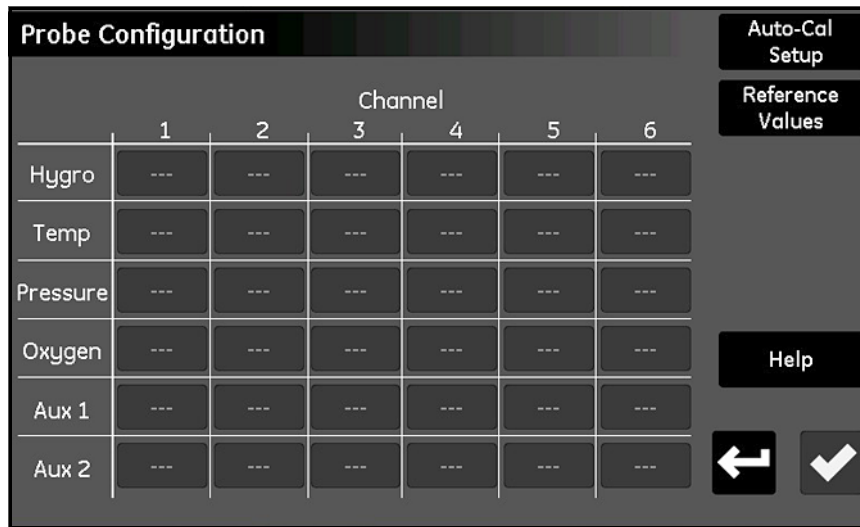 Probe Configuration
Auto-Cal
Setup
Reference
Values
Channel
1 2 3 4 5 6
Hygro --- --- --- --- --- ---
Temp --- --- --- --- --- ---
Pressure --- --- --- --- --- ---
Oxygen --- --- --- --- --- ---
Aux 1 --- --- --- --- --- ---
Aux 2 --- --- --- --- --- ---
Help